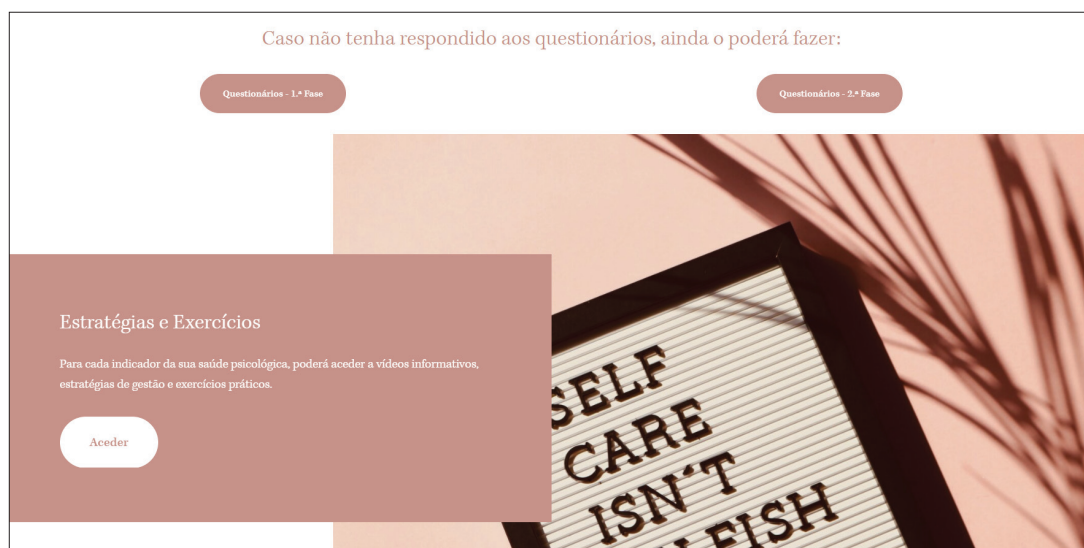 Caso não tenha respondido aos questionários, ainda o poderá fazer:
Questionários - 1.ª Fase
Questionários - 2.ª Fase
Estratégias e Exercícios
Para cada indicador da sua saúde psicológica, poderá aceder a vídeos informativos,
estratégias de gestão e exercícios práticos.
Aceder
SELF
CARE
ISN'T